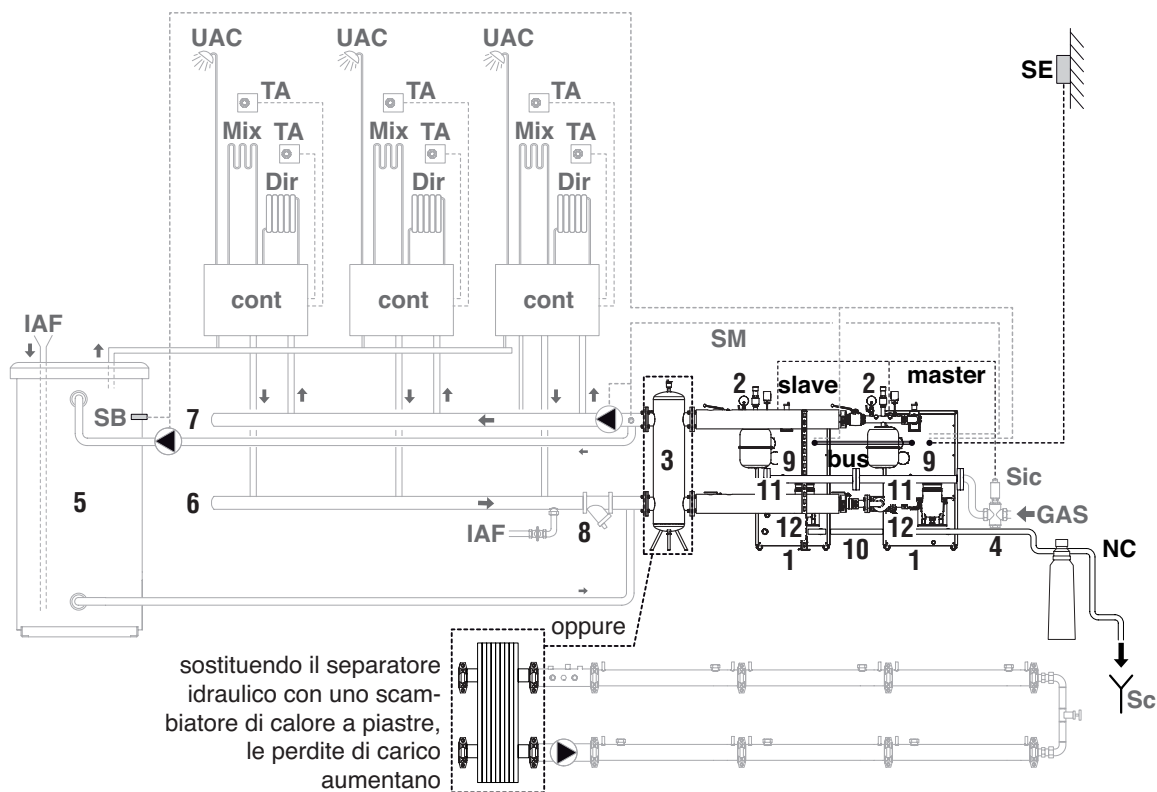 UAC UAC UAC
SE
TA TA TA
Mix TA Mix TA Mix TA
Dir Dir Dir
cont cont cont
IAF
SM
2 slave 2 master
SB 7
3 9 bus 9
5 6 11 11 Sic
GAS
IAF 8 12 12
1 10 1 4 NC
oppure
sostituendo il separatore
idraulico con uno scam-
biatore di calore a piastre,
le perdite di carico
aumentano
Sc